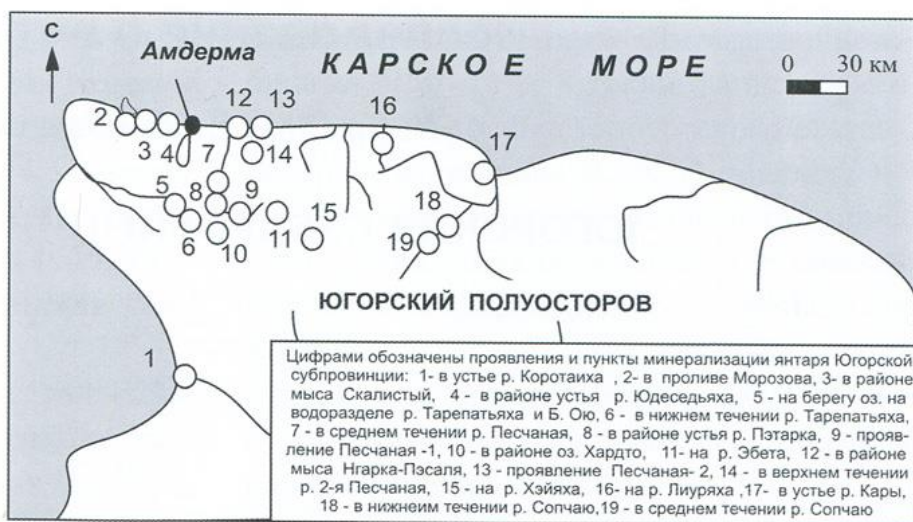 С
Амдерма
КАРСКОЕ МОРЕ
0 30 км
2
3
4
7
12
13
14
16
17
5
8
9
18
6
10
11
15
19
ЮГОРСКИЙ ПОЛУОСТОРОВ
1
Цифрами обозначены проявления и пункты минерализации янтаря Югорской
субпровинции: 1- в устье р. Коротаиха , 2- в проливе Морозова, 3- в районе
мыса Скалистый, 4 - в районе устья р. Юдеседьяха, 5 - на берегу оз. на
водоразделе р. Тарепатьяха и Б. Ою, 6 - в нижнем течении р. Тарепатьяха,
7 - в среднем течении р. Песчаная, 8 - в районе устья р. Пэтарка, 9 - прояв-
ление Песчаная -1, 10 - в районе оз. Хардто, 11- на р. Эбета, 12 - в районе
мыса Нгарка-Пэсаля, 13 - проявление Песчаная- 2, 14 - в верхнем течении
р. 2-я Песчаная, 15 - на р. Хэйяха, 16- на р. Лиуряха ,17- в устье р. Кары,
18 - в нижнеим течении р. Сопчаю,19 - в среднем течении р. Сопчаю